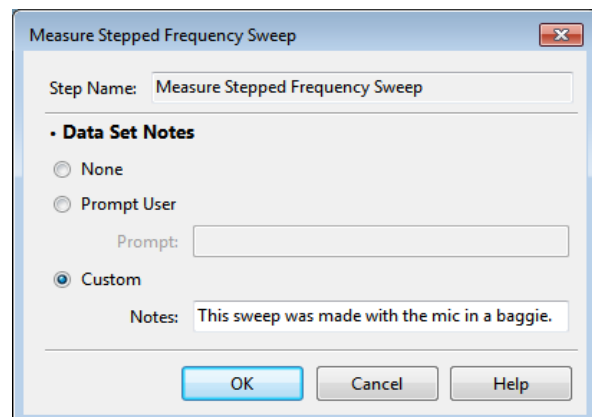 Measure Stepped Frequency Sweep
Step Name: Measure Stepped Frequency Sweep
• Data Set Notes
None
Prompt User
Prompt:
Custom
Notes: This sweep was made with the mic in a baggie.
OK Cancel Help